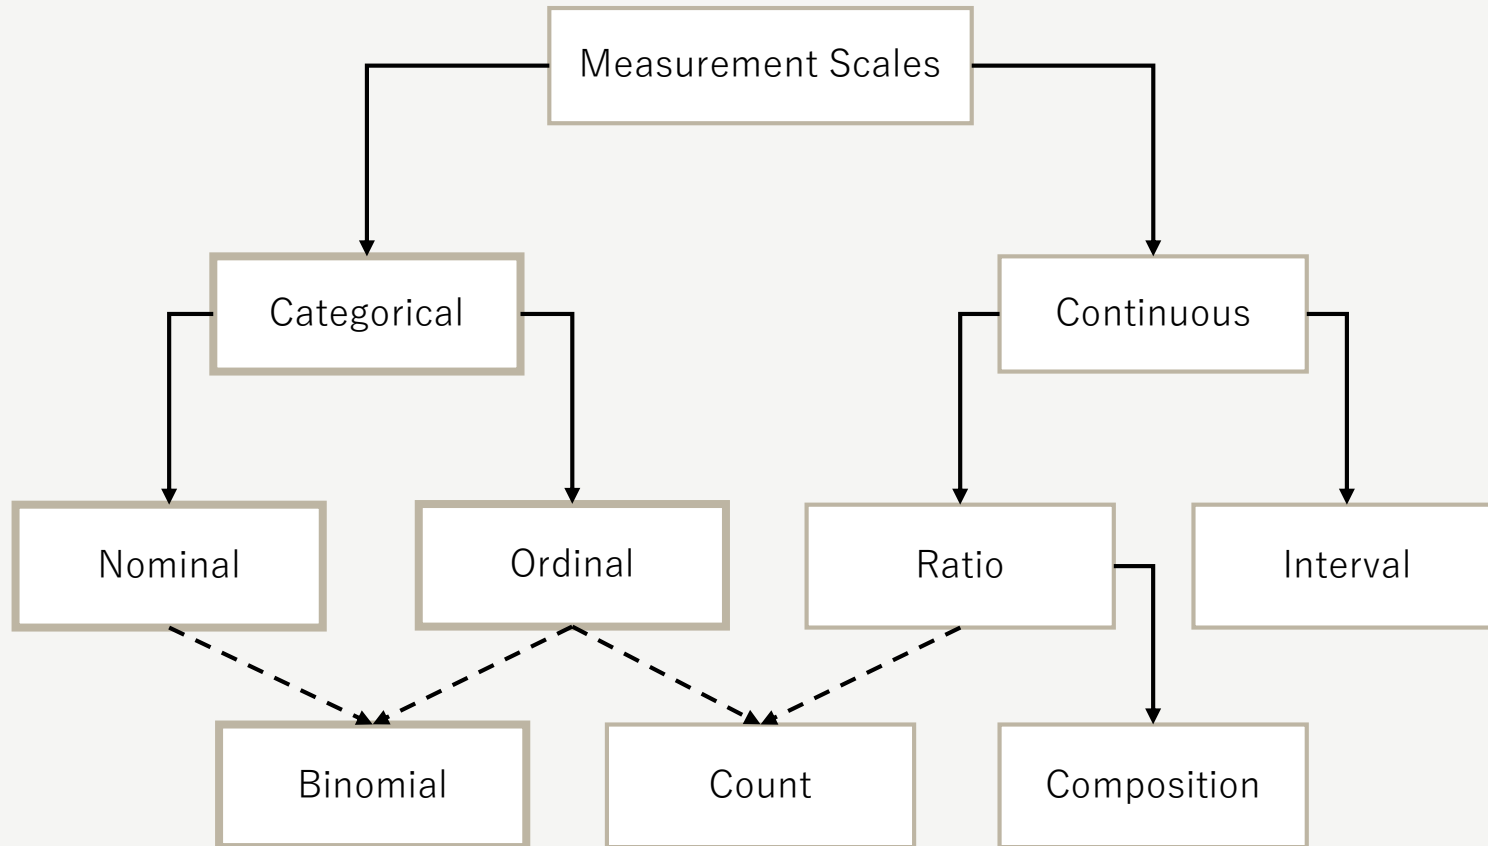 Measurement Scales
Categorical
Continuous
Nominal
Ordinal
Ratio
Interval
Binomial
Count
Composition